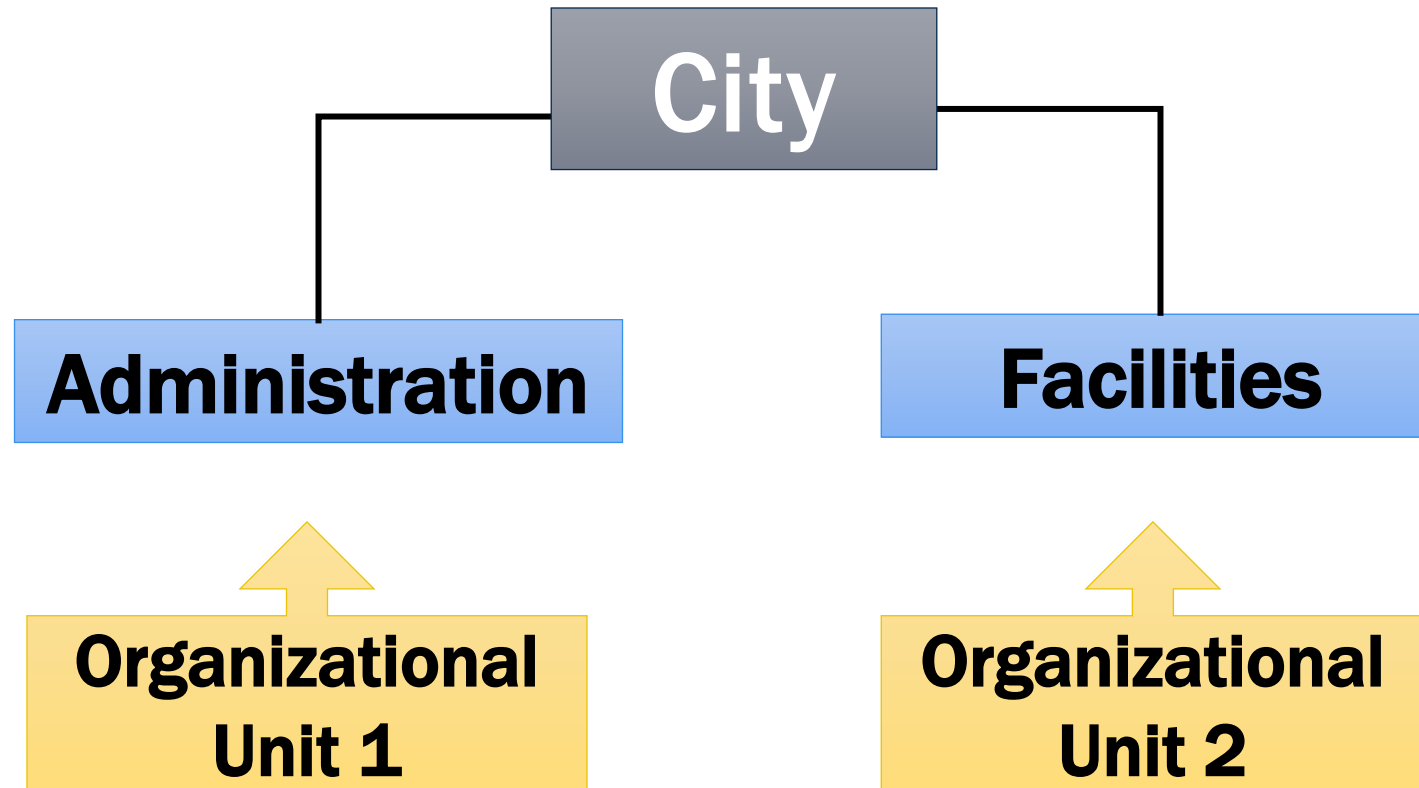 City
Administration
Facilities
Organizational
Unit 1
Organizational
Unit 2